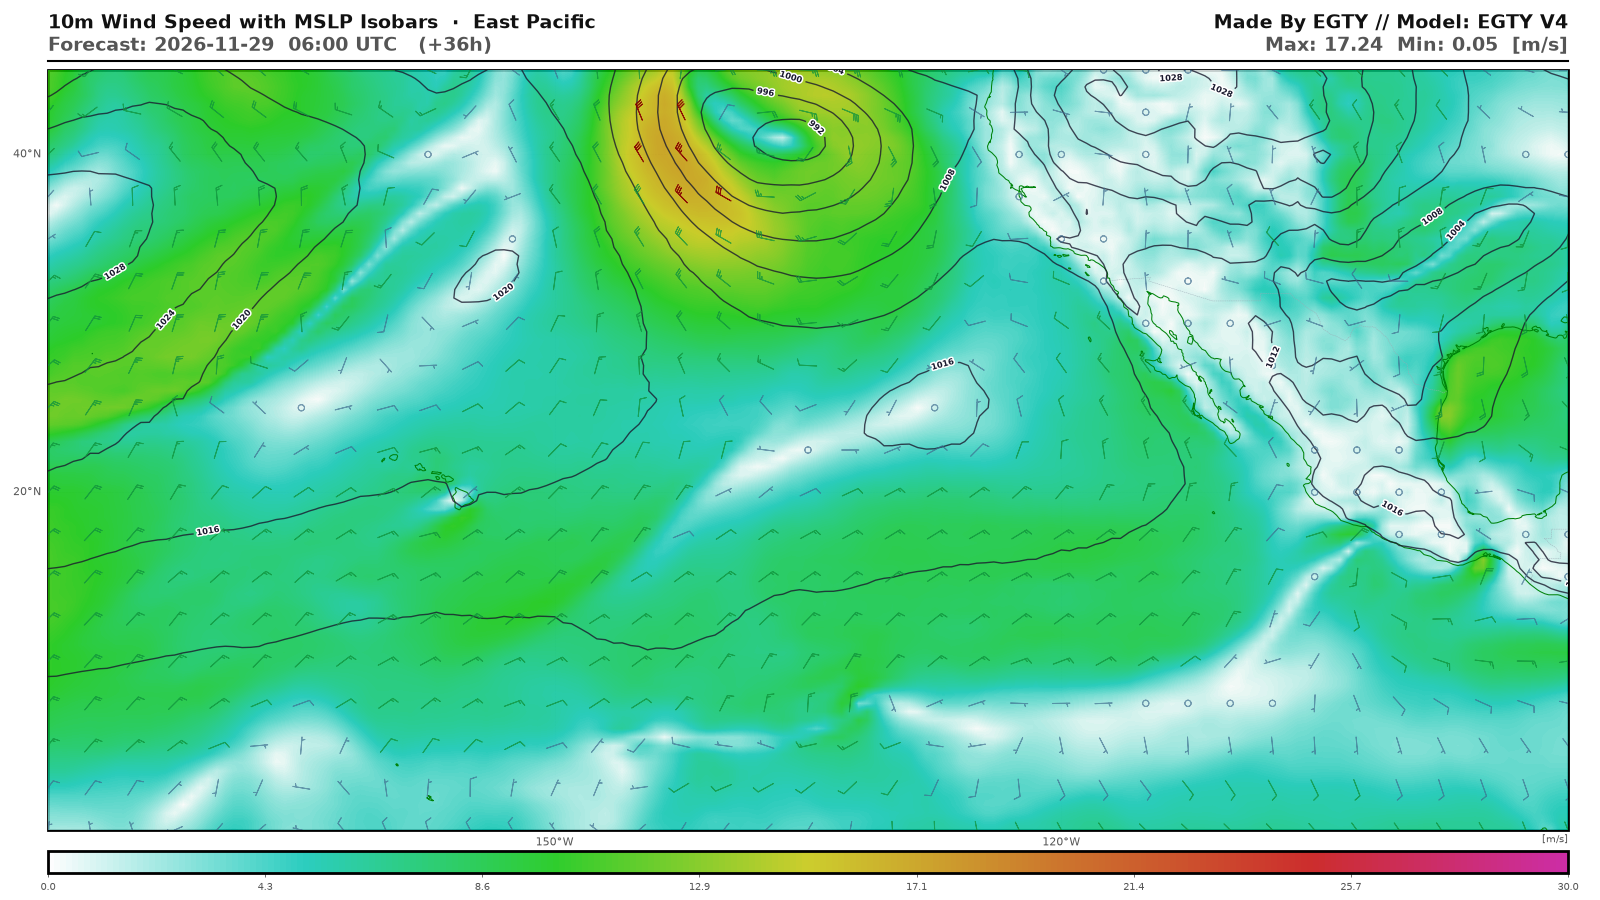 10m Wind Speed with MSLP Isobars · East Pacific
Made By EGTY // Model: EGTY V4
Forecast: 2026-11-29 06:00 UTC (+36h)
Max: 17.24 Min: 0.05 [m/s]
1000
1028
996
1028
992
40°N
1008
1008
1004
1028
1020
1024
1020
1012
1016
20°N
1016
1016
150°W
120°W
[m/s]
0.0
4.3
8.6
12.9
17.1
21.4
25.7
30.0